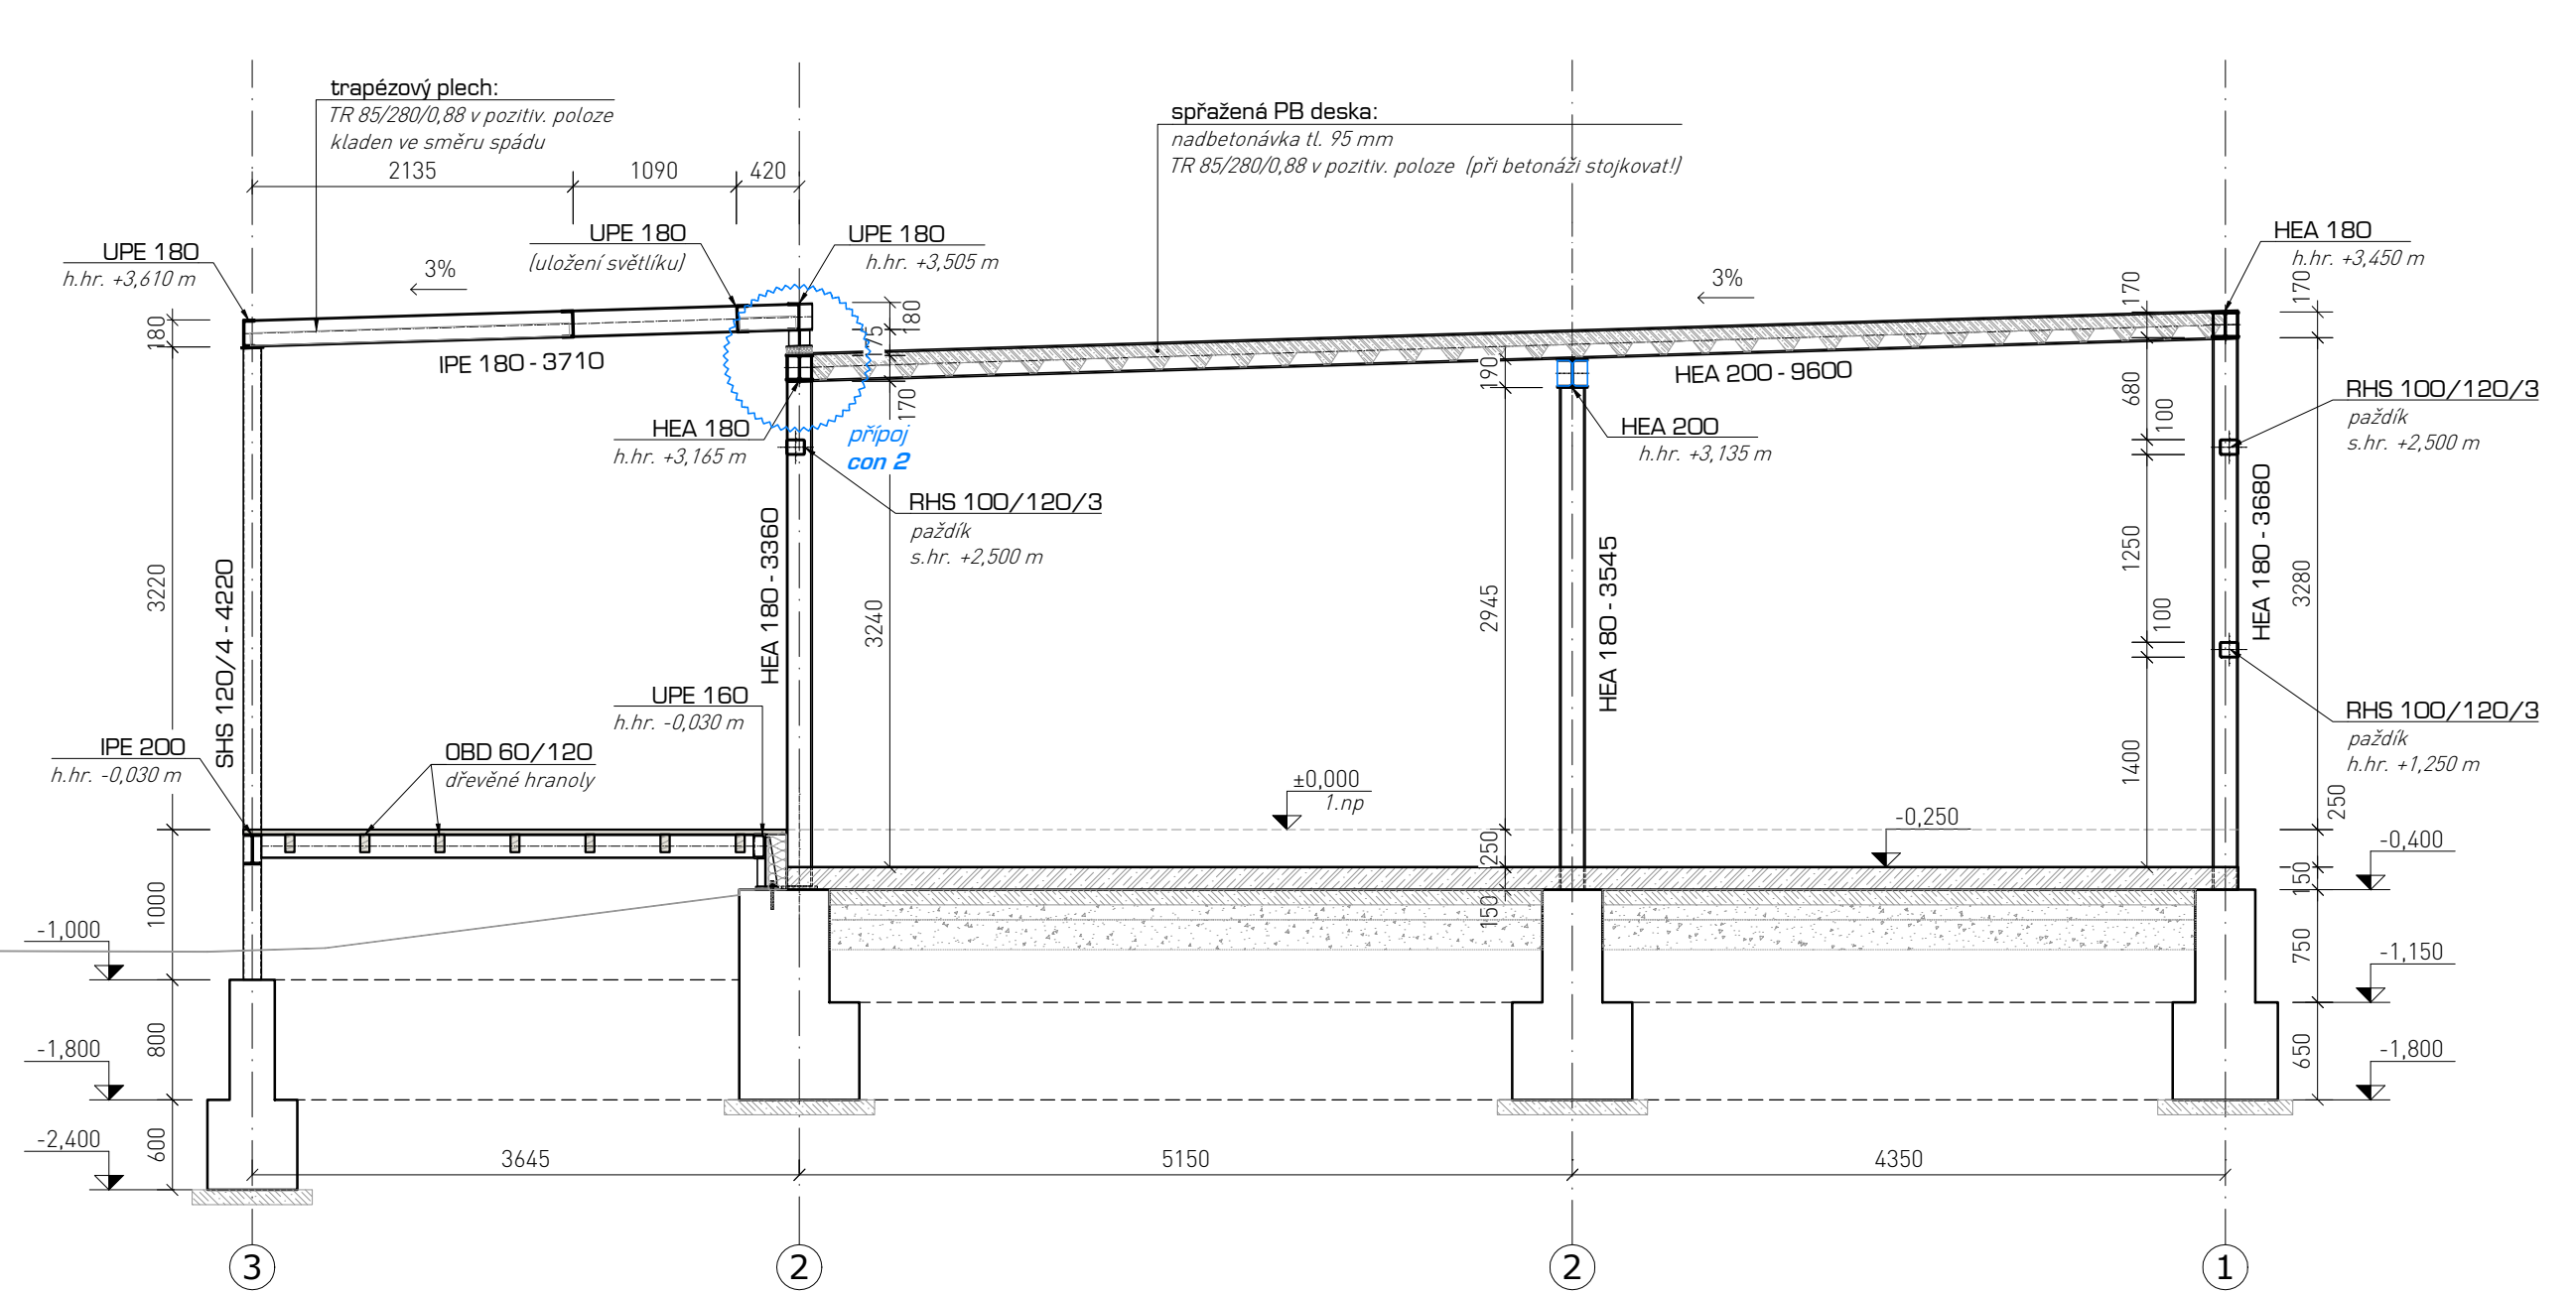 trapézový plech:
TR 85/280/0,88 v pozitiv. poloze
kladen ve směru spádu
2135
1090
420
spřažená PB deska:
nadbetonávka tl. 95 mm
TR 85/280/0,88 v pozitiv. poloze (při betonáži stojkovat!)
UPE 180
h.hr. +3,610 m
3%
UPE 180
(uložení světlíku)
UPE 180
h.hr. +3,505 m
3%
HEA 180
h.hr. +3,450 m
180
IPE 180 - 3710
180
75
170
HEA 180
h.hr. +3,165 m
přípoj
con 2
190
HEA 200 - 9600
HEA 200
h.hr. +3,135 m
170
170
680
100
RHS 100/120/3
paždík
s.hr. +2,500 m
RHS 100/120/3
paždík
s.hr. +2,500 m
3220
SHS 120/4 - 4220
HEA 180 - 3360
3240
2945
HEA 180 - 3545
1250
100
1400
HEA 180 - 3680
3280
RHS 100/120/3
paždík
h.hr. +1,250 m
UPE 160
h.hr. -0,030 m
IPE 200
h.hr. -0,030 m
OBD 60/120
dřevěné hranoly
±0,000
1.np
-0,250
250
150
250
150
-0,400
1000
-1,000
750
-1,150
800
-1,800
650
-1,800
600
-2,400
3645
5150
4350
3
2
2
1